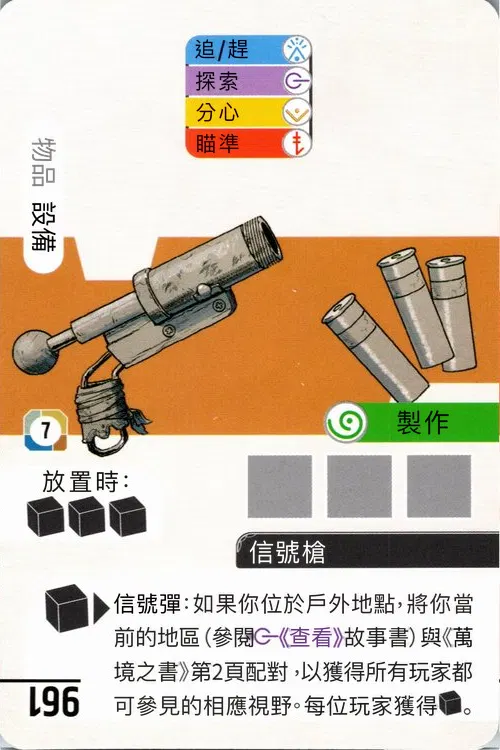 追/趕
探索
分心
瞄準
物品 設備
7
製作
放置時:
信號槍
信號彈:如果你位於戶外地點,將你當
前的地區(參閱《查看》故事書)與《萬
境之書》第2頁配對,以獲得所有玩家都
可參見的相應視野。每位玩家獲得。
961